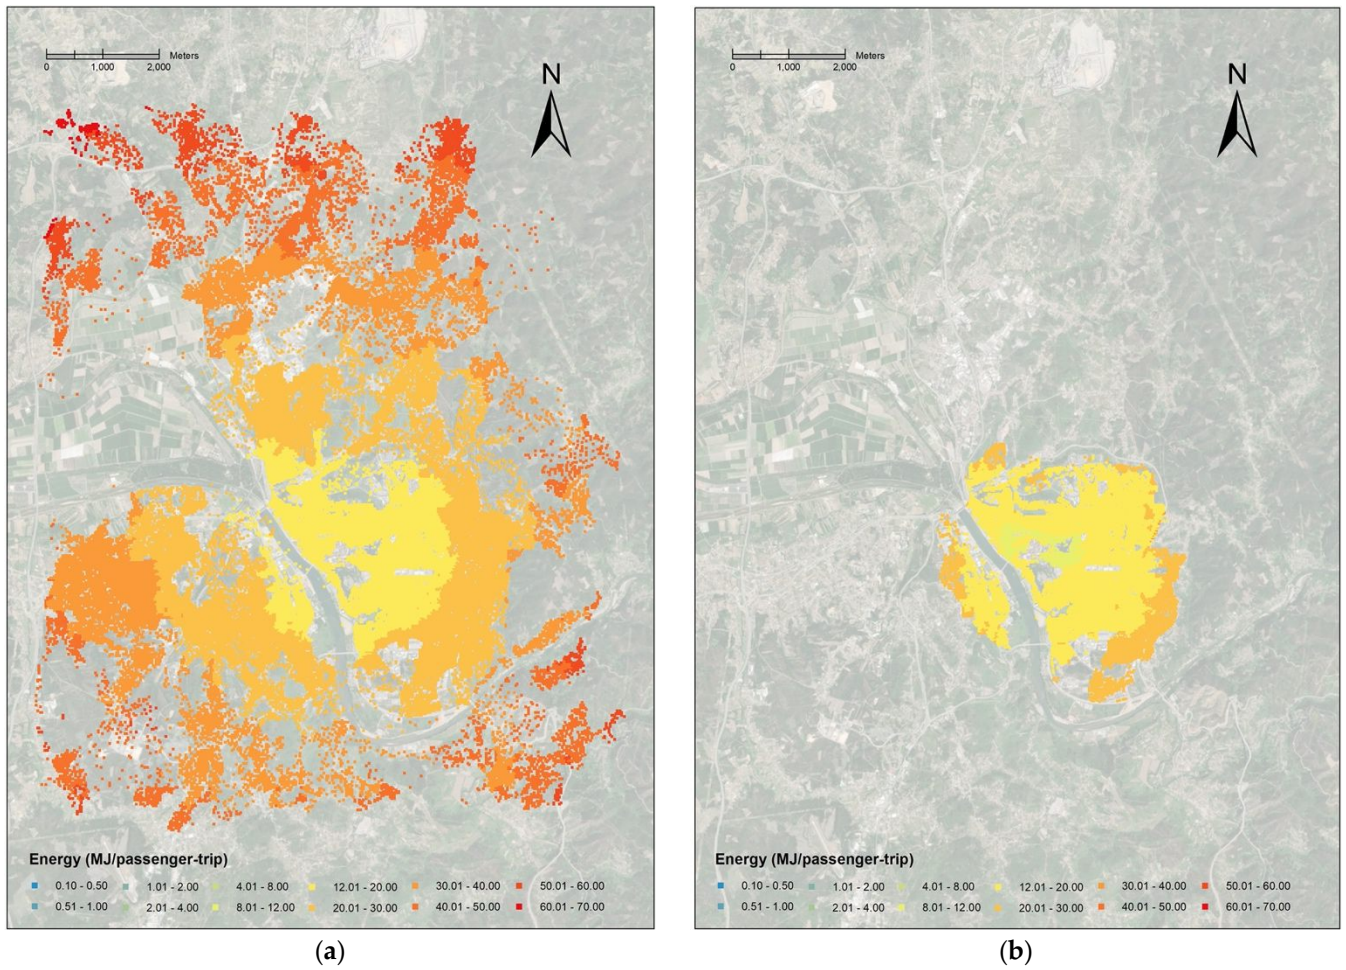 Meters
0 1,000 2,000
N
Energy (MJ/passenger-trip)
0.10 - 0.50 1.01 - 2.00 4.01 - 8.00 12.01 - 20.00 30.01 - 40.00 50.01 - 60.00
0.51 - 1.00 2.01 - 4.00 8.01 - 12.00 20.01 - 30.00 40.01 - 50.00 60.01 - 70.00
(a)
Meters
0 1,000 2,000
N
Energy (MJ/passenger-trip)
0.10 - 0.50 1.01 - 2.00 4.01 - 8.00 12.01 - 20.00 30.01 - 40.00 50.01 - 60.00
0.51 - 1.00 2.01 - 4.00 8.01 - 12.00 20.01 - 30.00 40.01 - 50.00 60.01 - 70.00
(b)